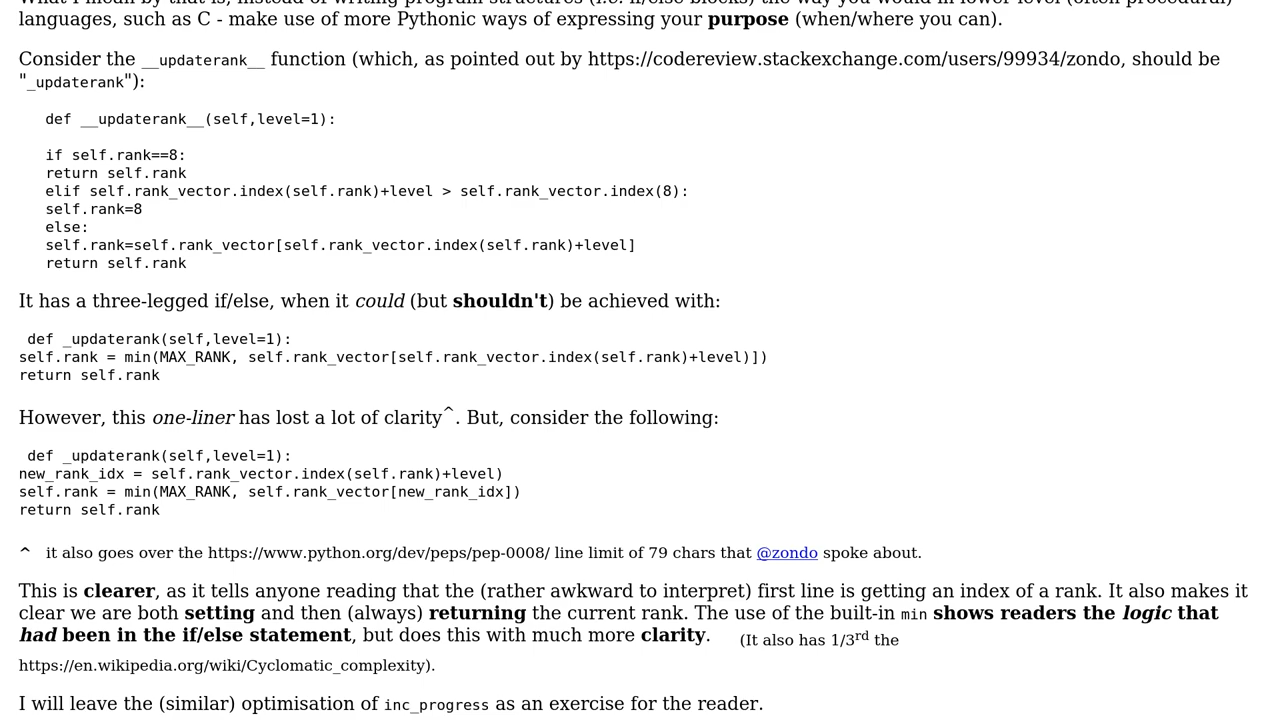 languages, such as C - make use of more Pythonic ways of expressing your purpose (when/where you can).
Consider the __updaterank__ function (which, as pointed out by https://codereview.stackexchange.com/users/99934/zondo, should be
"_updaterank"):
def __updaterank__(self,level=1):
if self.rank==8:
return self.rank
elif self.rank_vector.index(self.rank)+level > self.rank_vector.index(8):
self.rank=8
else:
self.rank=self.rank_vector[self.rank_vector.index(self.rank)+level]
return self.rank
It has a three-legged if/else, when it could (but shouldn't) be achieved with:
def _updaterank(self,level=1):
self.rank = min(MAX_RANK, self.rank_vector[self.rank_vector.index(self.rank)+level)])
return self.rank
However, this one-liner has lost a lot of clarity^. But, consider the following:
def _updaterank(self,level=1):
new_rank_idx = self.rank_vector.index(self.rank)+level)
self.rank = min(MAX_RANK, self.rank_vector[new_rank_idx])
return self.rank
^ it also goes over the https://www.python.org/dev/peps/pep-0008/ line limit of 79 chars that @zondo spoke about.
This is clearer, as it tells anyone reading that the (rather awkward to interpret) first line is getting an index of a rank. It also makes it
clear we are both setting and then (always) returning the current rank. The use of the built-in min shows readers the logic that
had been in the if/else statement, but does this with much more clarity. (It also has 1/3rd the
https://en.wikipedia.org/wiki/Cyclomatic_complexity).
I will leave the (similar) optimisation of inc_progress as an exercise for the reader.